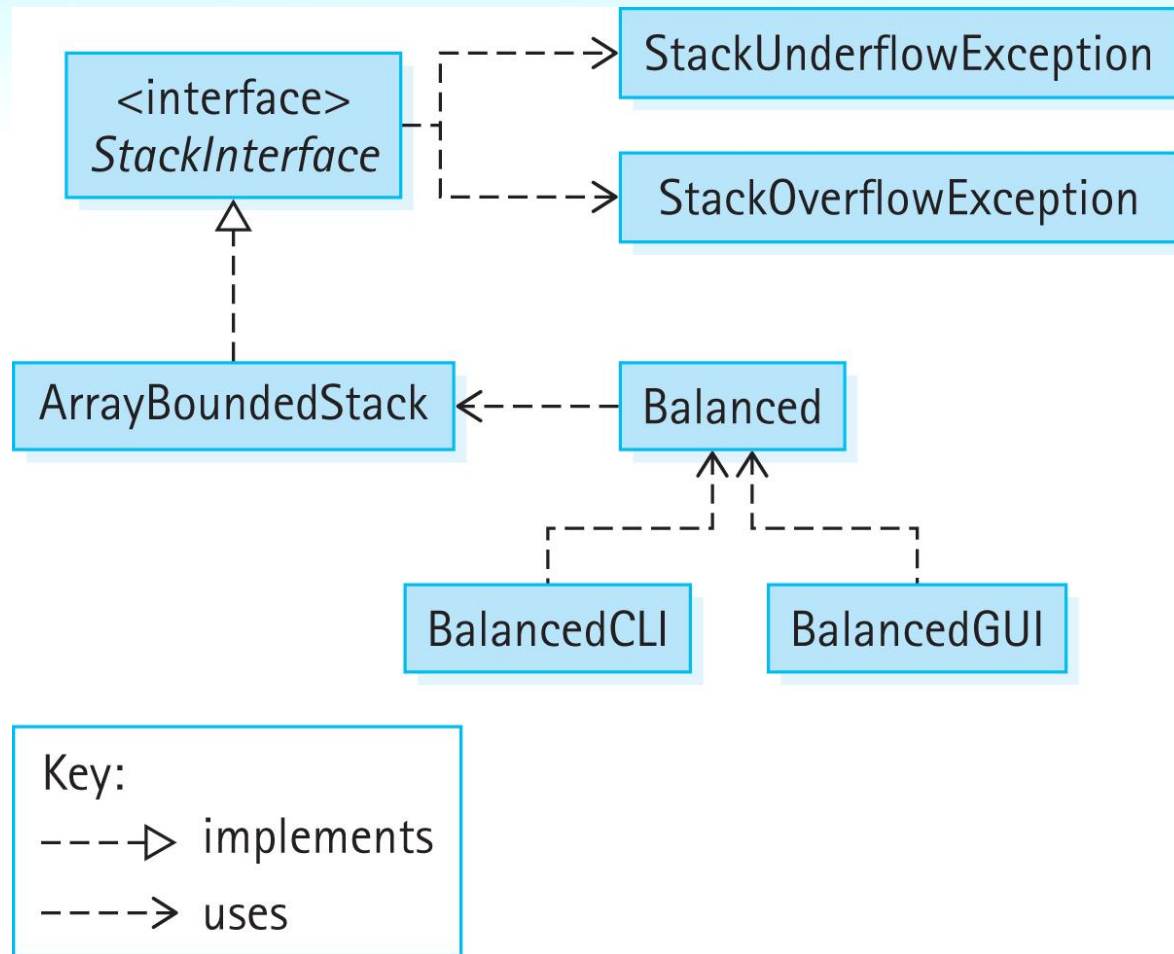 <interface>
StackInterface
StackUnderflowException
StackOverflowException
ArrayBoundedStack
Balanced
BalancedCLI
BalancedGUI
Key:
implements
uses